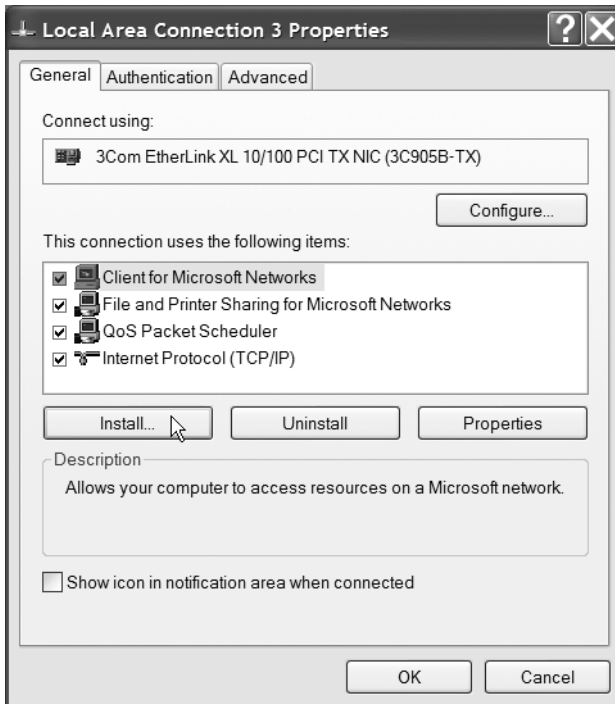 Local Area Connection 3 Properties
General
Authentication
Advanced
Connect using:
3Com EtherLink XL 10/100 PCI TX NIC (3C905B-TX)
Configure...
This connection uses the following items:
Client for Microsoft Networks
File and Printer Sharing for Microsoft Networks
QoS Packet Scheduler
Internet Protocol (TCP/IP)
Install...
Uninstall
Properties
Description
Allows your computer to access resources on a Microsoft network.
Show icon in notification area when connected
OK
Cancel